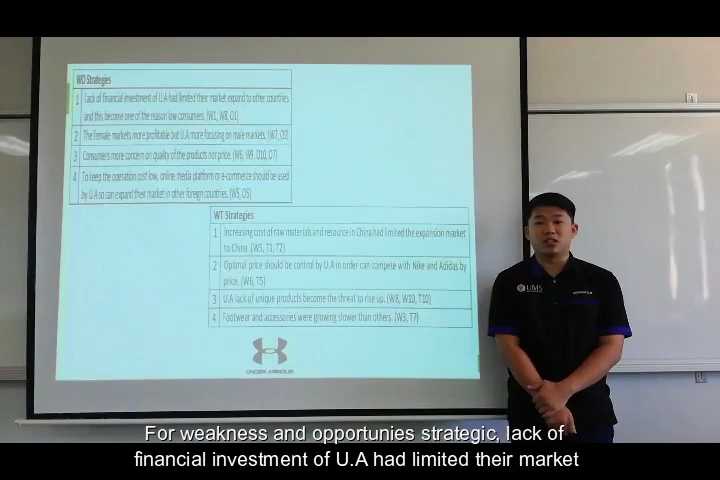 WO Strategies
1 Lack of financial investment of U.A had limited their market expand to other countries
and this become one of the reason low consumers. (W1, W8, O1)
2 The female markets more profitable but U.A more focusing on male markets. (W7, O2)
3 Consumers more concern on quality of the products nor price. (W6, W9, O10, O7)
4 To keep the operation cost low, online media platform or e-commerce should be used
by U.A so can expand their market in other foreign countries. (W5, O5)
WT Strategies
1 Increasing cost of raw materials and resource in China had limited the expansion market
to China. (W5, T1, T2)
2 Optimal price should be control by U.A in order can compete with Nike and Adidas by
price. (W6, T5)
3 U.A lack of unique products become the threat to rise up. (W8, W10, T10)
4 Footwear and accessories were growing slower than others. (W3, T7)
UNDER ARMOUR
UMS
For weakness and opportunies strategic, lack of
financial investment of U.A had limited their market